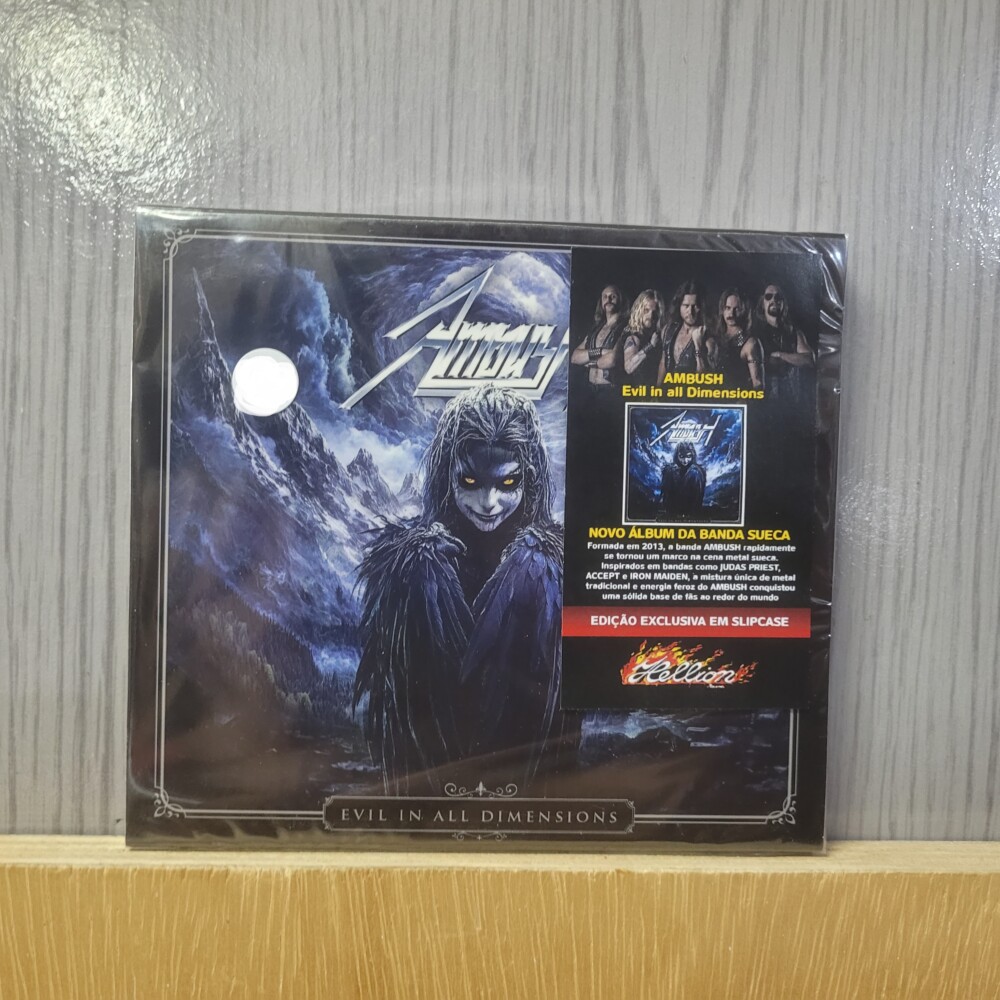 AMBUSH
AMBUSH
Evil in all Dimensions
AMBUSH
NOVO ÁLBUM DA BANDA SUECA
Formada em 2013, a banda AMBUSH rapidamente
se tornou um marco na cena metal sueca.
Inspirados em bandas como JUDAS PRIEST,
ACCEPT e IRON MAIDEN, a mistura única de metal
tradicional e energia feroz do AMBUSH conquistou
uma sólida base de fãs ao redor do mundo
EDIÇÃO EXCLUSIVA EM SLIPCASE
Hellion
EVIL IN ALL DIMENSIONS